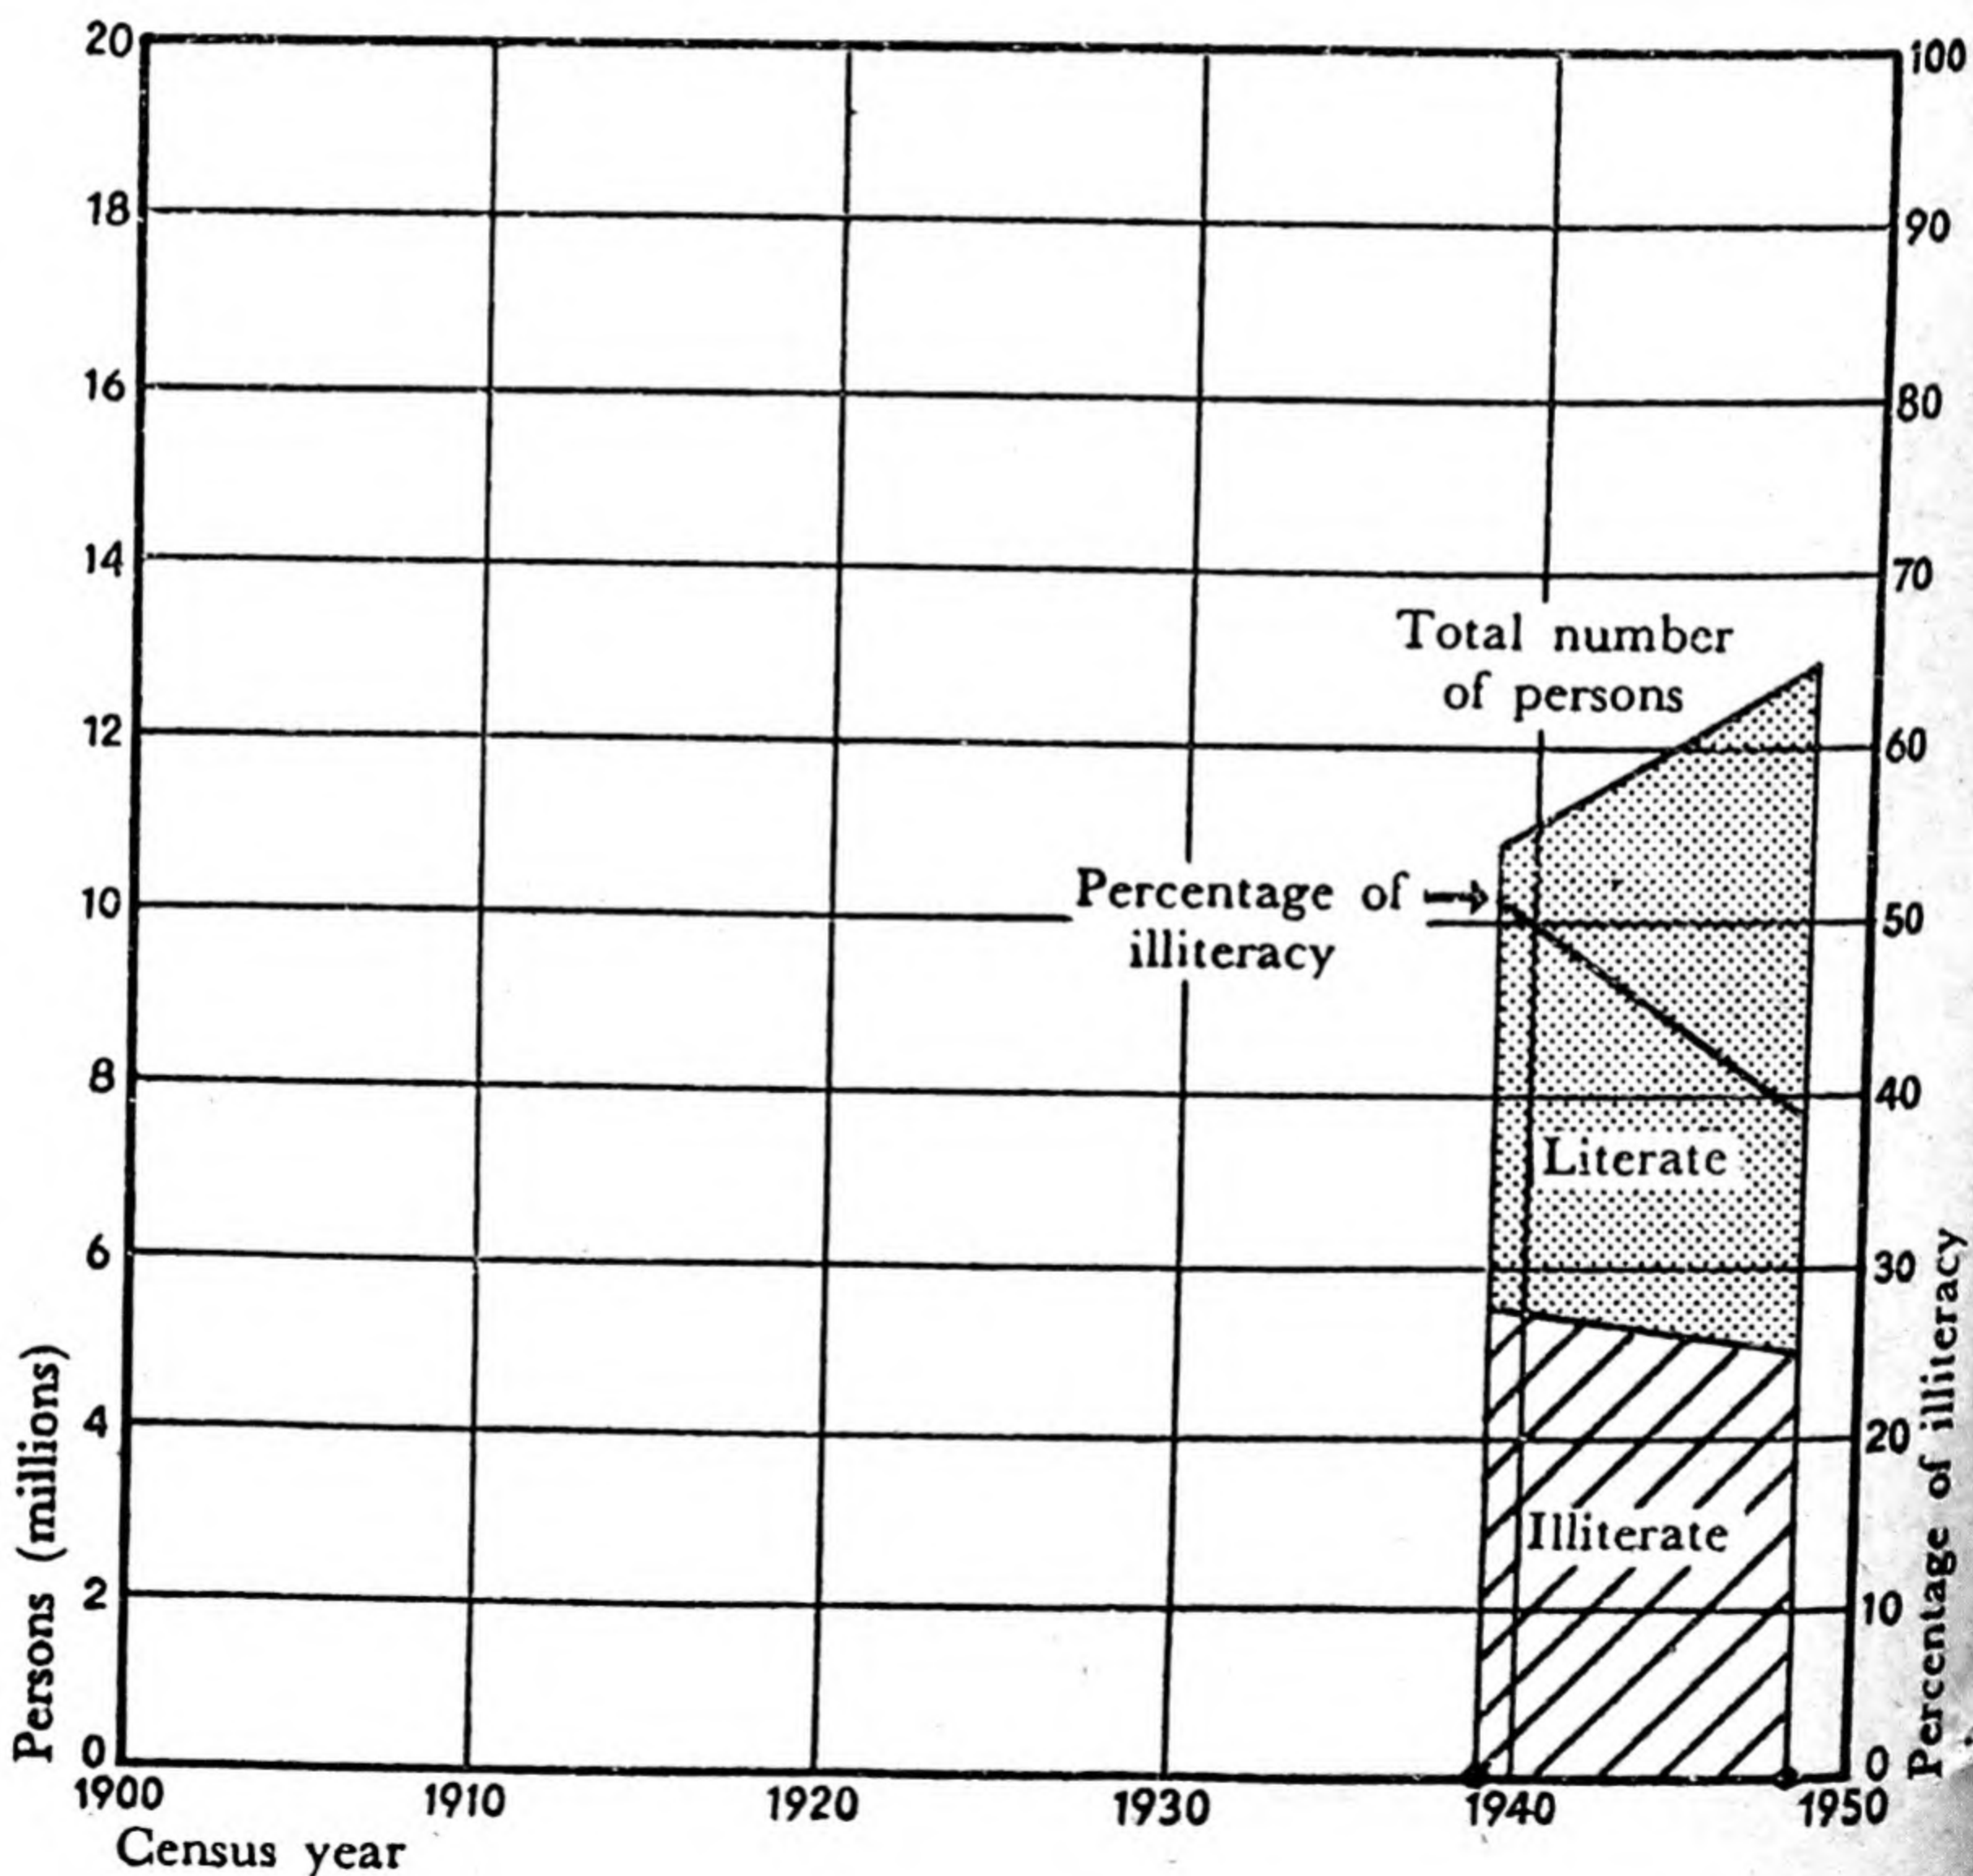 20
18
16
14
12
10
8
6
4
2
0
Persons (millions)
100
90
80
70
60
50
40
30
20
10
0
Percentage of illiteracy
Total number
of persons
Percentage of
illiteracy
Literate
Illiterate
1900 1910 1920 1930 1940 1950
Census year